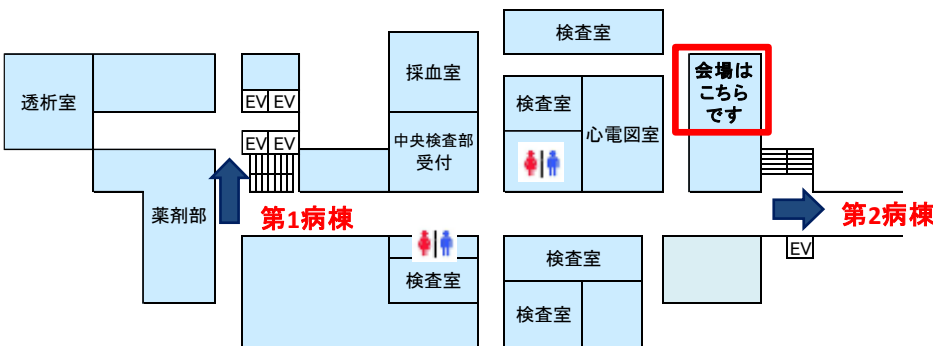 検査室
透析室
EV EV
採血室
会場は
こちら
です
検査室
EV EV
中央検査部
受付
心電図室
薬剤部
第1病棟
第2病棟
検査室
EV
検査室
検査室